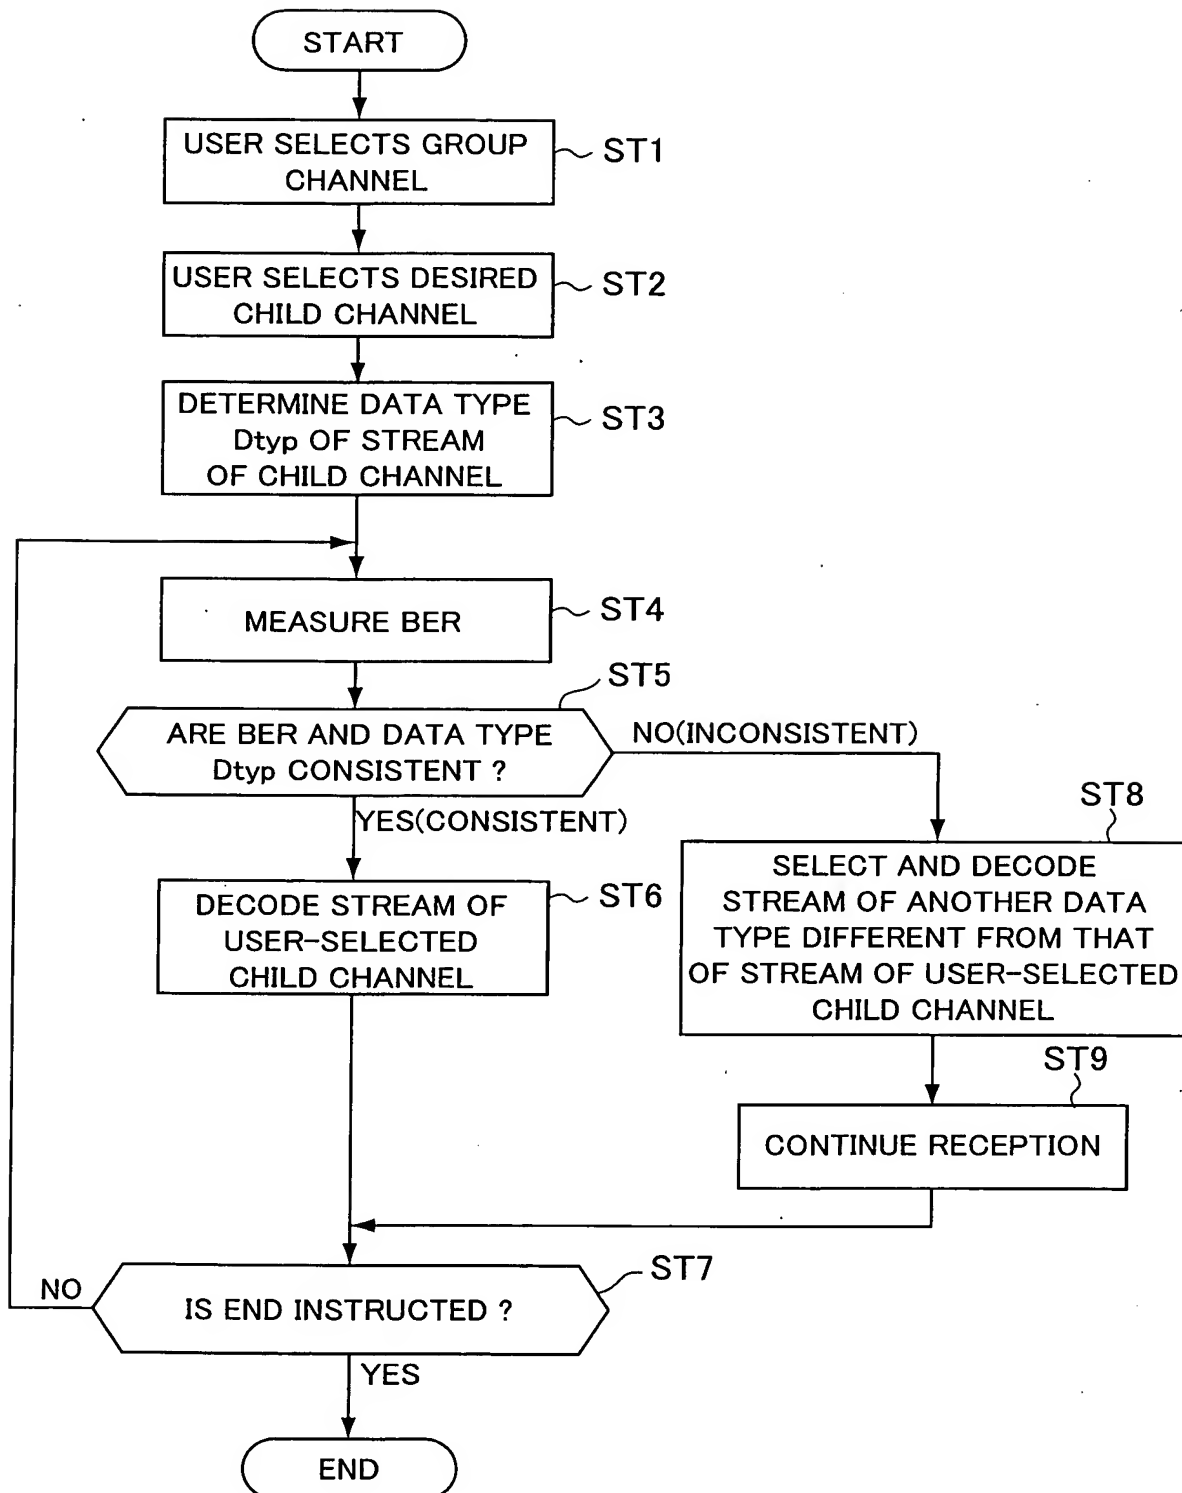 START
USER SELECTS GROUP
CHANNEL
ST1
USER SELECTS DESIRED
CHILD CHANNEL
ST2
DETERMINE DATA TYPE
Dtyp OF STREAM
OF CHILD CHANNEL
ST3
MEASURE BER
ST4
ST5
ARE BER AND DATA TYPE
Dtyp CONSISTENT ?
NO(INCONSISTENT)
YES(CONSISTENT)
DECODE STREAM OF
USER-SELECTED
CHILD CHANNEL
ST6
ST8
SELECT AND DECODE
STREAM OF ANOTHER DATA
TYPE DIFFERENT FROM THAT
OF STREAM OF USER-SELECTED
CHILD CHANNEL
ST9
CONTINUE RECEPTION
ST7
NO
IS END INSTRUCTED ?
YES
END